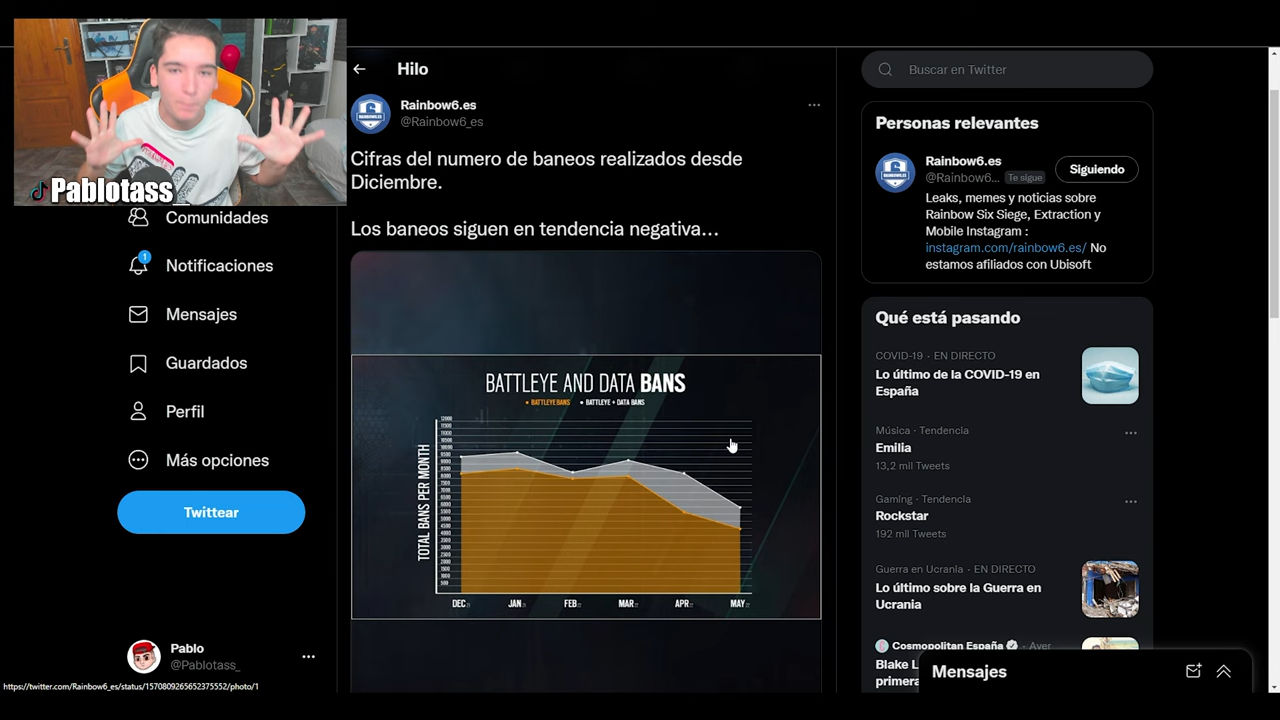 Pablotass_
Comunidades
1
Notificaciones
Mensajes
Guardados
Perfil
Más opciones
Twittear
Pablo
@Pablotass_
https://twitter.com/Rainbow6_es/status/1570809265652375552/photo/1
Hilo
Rainbow6.es
@Rainbow6_es
Cifras del numero de baneos realizados desde
Diciembre.
Los baneos siguen en tendencia negativa…
BATTLEYE AND DATA BANS
BATTLEYE BANS
BATTLEYE + DATA BANS
TOTAL BANS PER MONTH
DEC
JAN
FEB
MAR
APR
MAY
Buscar en Twitter
Personas relevantes
Rainbow6.es
@Rainbow6... Te sigue
Siguiendo
Leaks, memes y noticias sobre
Rainbow Six Siege, Extraction y
Mobile Instagram :
instagram.com/rainbow6.es/ No
estamos afiliados con Ubisoft
Qué está pasando
COVID-19 · EN DIRECTO
Lo último de la COVID-19 en
España
Música · Tendencia
Emilia
13,2 mil Tweets
Gaming · Tendencia
Rockstar
192 mil Tweets
Guerra en Ucrania · EN DIRECTO
Lo último sobre la Guerra en
Ucrania
Cosmopolitan España · Ayer
Blake L
primera
Mensajes